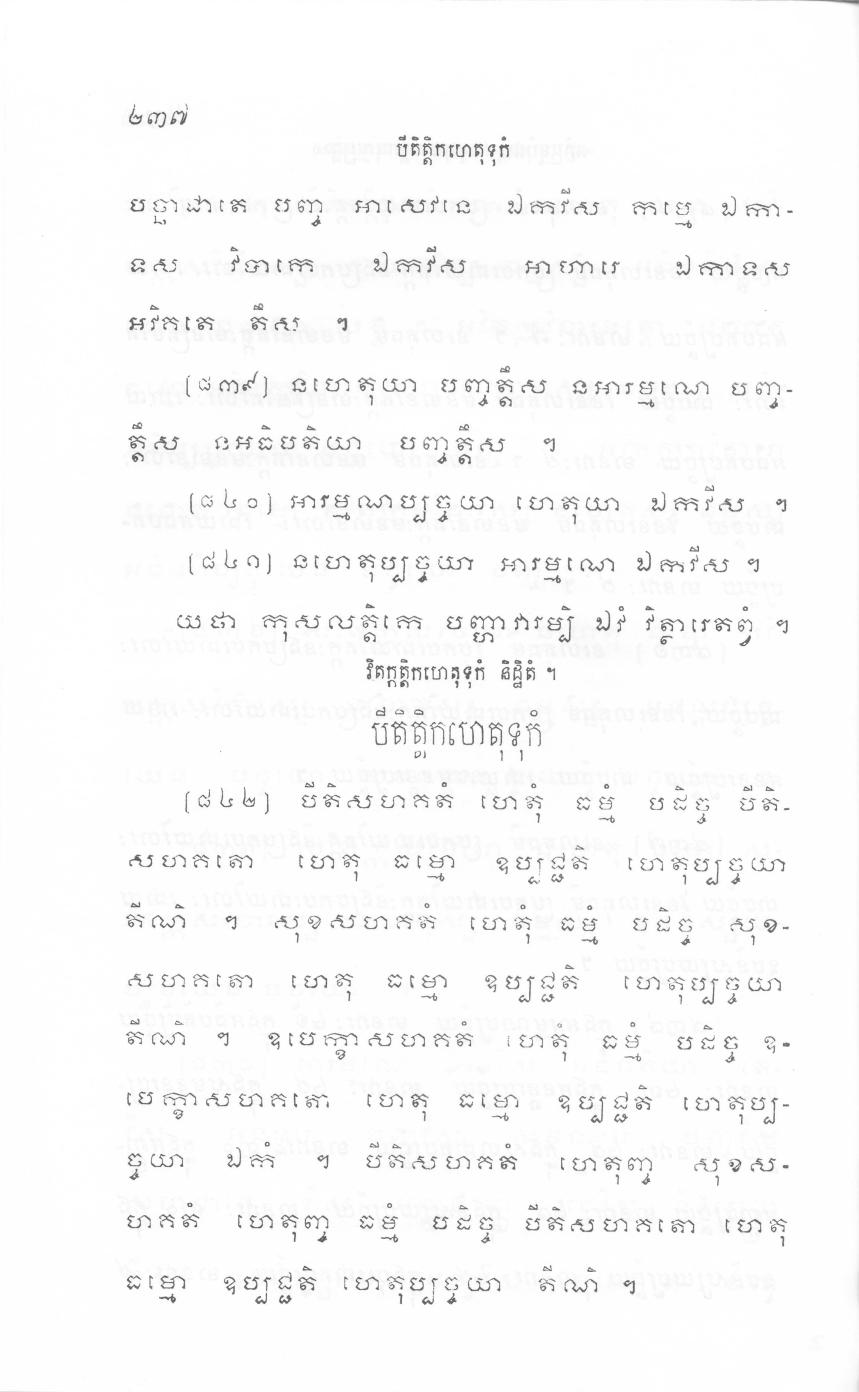 ២៣៧
បីតិត្តិកហេតុទុកំ
បច្ឆាជាតេ បញ្ច អាសេវនេ ឯកវីស កម្មេ ឯកា-
ទស វិបាកេ ឯកវីស អាហារេ ឯកាទស
អវិកតេ តឹស ។
(៨៣៩) នហេតុយា បញ្ចត្តឹស នអារម្មណេ បញ្ច-
ត្តឹស នអធិបតិយា បញ្ចត្តឹស ។
(៨៤០) អារម្មណប្បច្ចយា ហេតុយា ឯកវីស ។
(៨៤១) នហេតុប្បច្ចយា អារម្មណេ ឯកវីស ។
យថា កុសលត្តិកេ បញ្ហាវារម្បិ ឯវំ វិត្ថារេតព្វំ ។
វិតក្កត្តិកហេតុទុកំ និដ្ឋិតំ ។
បីតិត្តិកហេតុទុក
(៨៤២) បីតិសហគតំ ហេតុំ ធម្មំ បដិច្ច បីតិ-
សហគតោ ហេតុ ធម្មោ ឧប្បជ្ជតិ ហេតុប្បច្ចយា
តីណិ ។ សុខសហគតំ ហេតុំ ធម្មំ បដិច្ច សុខ-
សហគតោ ហេតុ ធម្មោ ឧប្បជ្ជតិ ហេតុប្បច្ចយា
តីណិ ។ ឧបេក្ខាសហគតំ ហេតុំ ធម្មំ បដិច្ច ឧ-
បេក្ខាសហគតោ ហេតុ ធម្មោ ឧប្បជ្ជតិ ហេតុប្ប-
ច្ចយា ឯកំ ។ បីតិសហគតំ ហេតុញ្ច សុខស-
ហគតំ ហេតុញ្ច ធម្មំ បដិច្ច បីតិសហគតោ ហេតុ
ធម្មោ ឧប្បជ្ជតិ ហេតុប្បច្ចយា តីណិ ។